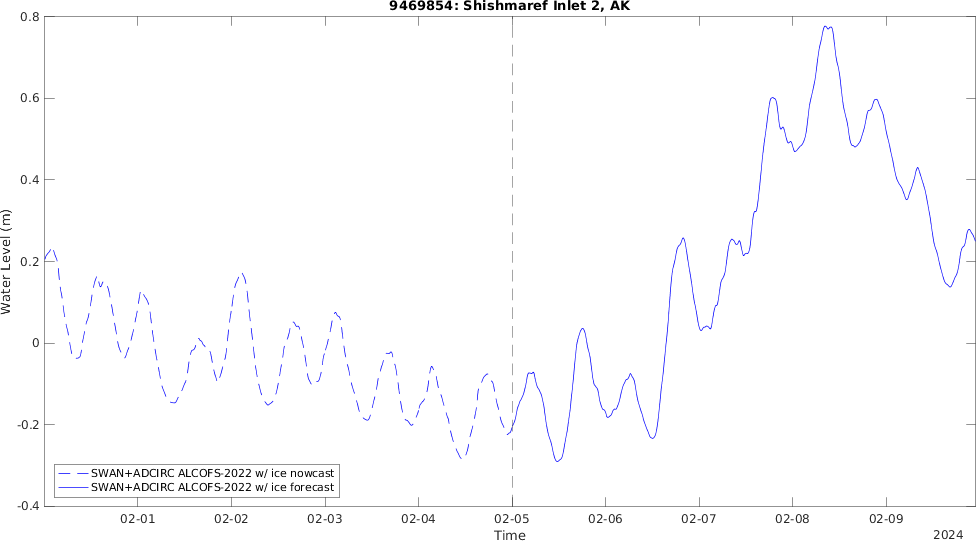 9469854: Shishmaref Inlet 2, AK
Water Level (m)
0.8
0.6
0.4
0.2
0
-0.2
-0.4
SWAN+ADCIRC ALCOFS-2022 w/ ice nowcast
SWAN+ADCIRC ALCOFS-2022 w/ ice forecast
02-01 02-02 02-03 02-04 02-05 02-06 02-07 02-08 02-09
Time
2024